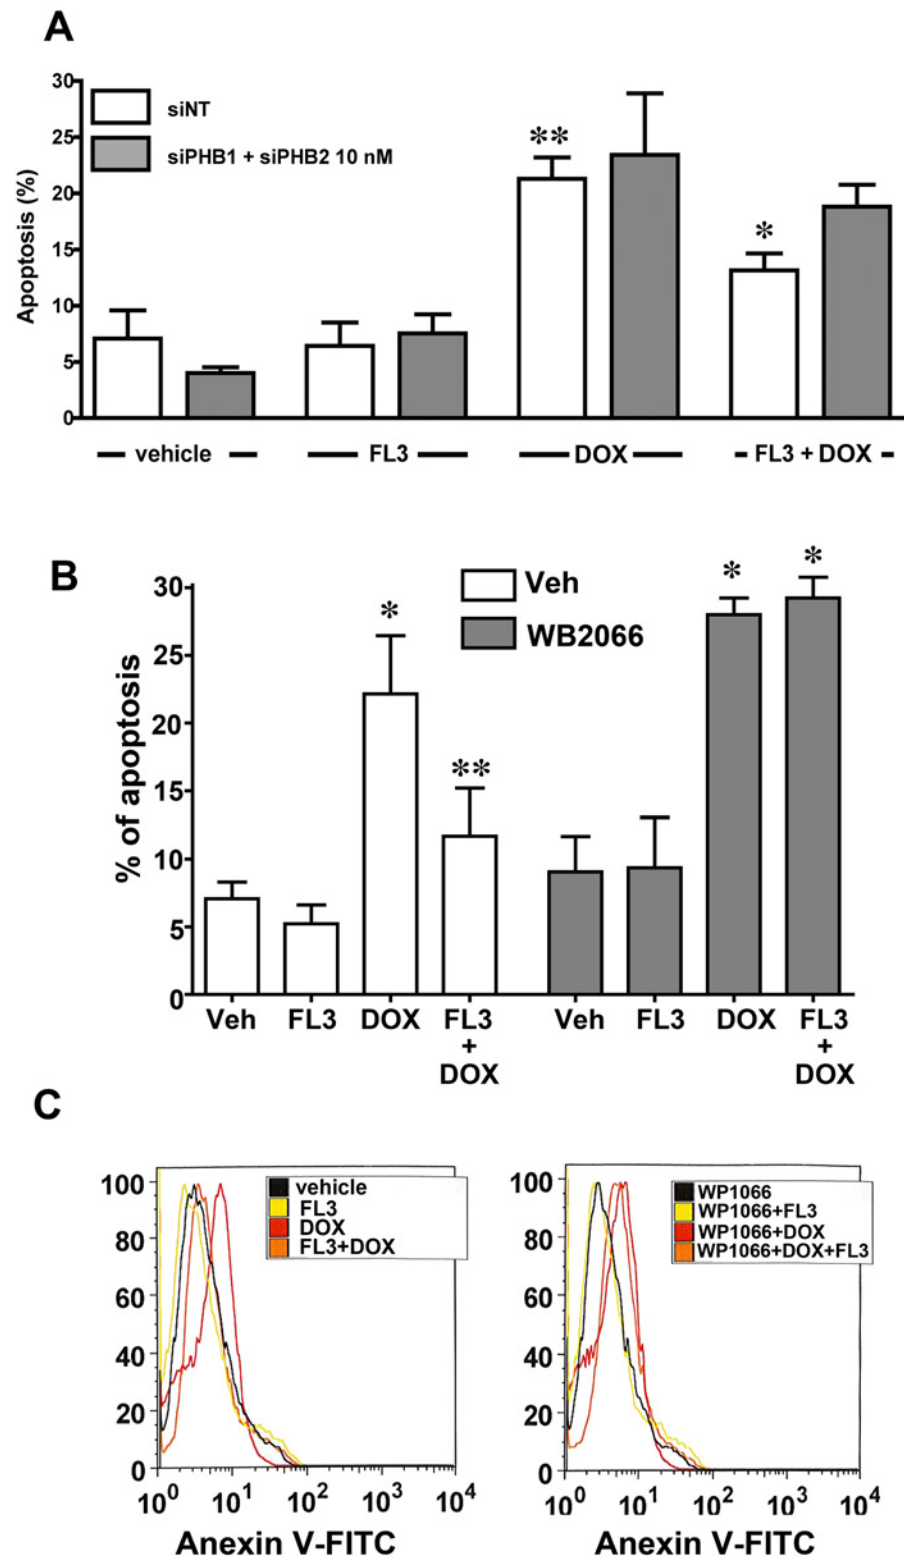 A
30
25
20
15
10
5
0
Apoptosis (%)
siNT
siPHB1 + siPHB2 10 nM
**
*
vehicle
FL3
DOX
FL3 + DOX
B
30
25
20
15
10
5
0
% of apoptosis
Veh
WB2066
*
**
*
*
Veh FL3 DOX FL3 + DOX Veh FL3 DOX FL3 + DOX
C
100
80
60
40
20
0
vehicle
FL3
DOX
FL3+DOX
10^0 10^1 10^2 10^3 10^4
Anexin V-FITC
100
80
60
40
20
0
WP1066
WP1066+FL3
WP1066+DOX
WP1066+DOX+FL3
10^0 10^1 10^2 10^3 10^4
Anexin V-FITC